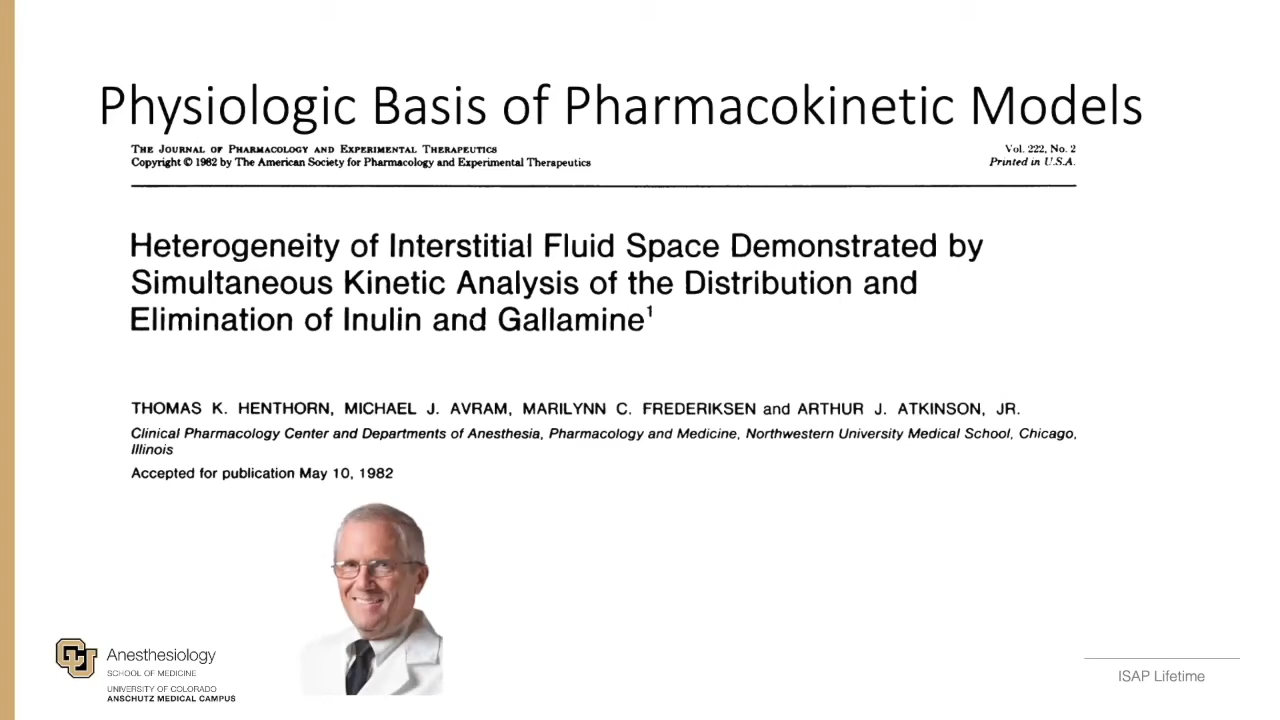 Physiologic Basis of Pharmacokinetic Models
THE JOURNAL OF PHARMACOLOGY AND EXPERIMENTAL THERAPEUTICS
Vol. 222, No. 2
Copyright © 1982 by The American Society for Pharmacology and Experimental Therapeutics
Printed in U.S.A.
Heterogeneity of Interstitial Fluid Space Demonstrated by
Simultaneous Kinetic Analysis of the Distribution and
Elimination of Inulin and Gallamine¹
THOMAS K. HENTHORN, MICHAEL J. AVRAM, MARILYNN C. FREDERIKSEN and ARTHUR J. ATKINSON, JR.
Clinical Pharmacology Center and Departments of Anesthesia, Pharmacology and Medicine, Northwestern University Medical School, Chicago,
Illinois
Accepted for publication May 10, 1982
CU
Anesthesiology
SCHOOL OF MEDICINE
UNIVERSITY OF COLORADO
ANSCHUTZ MEDICAL CAMPUS
ISAP Lifetime